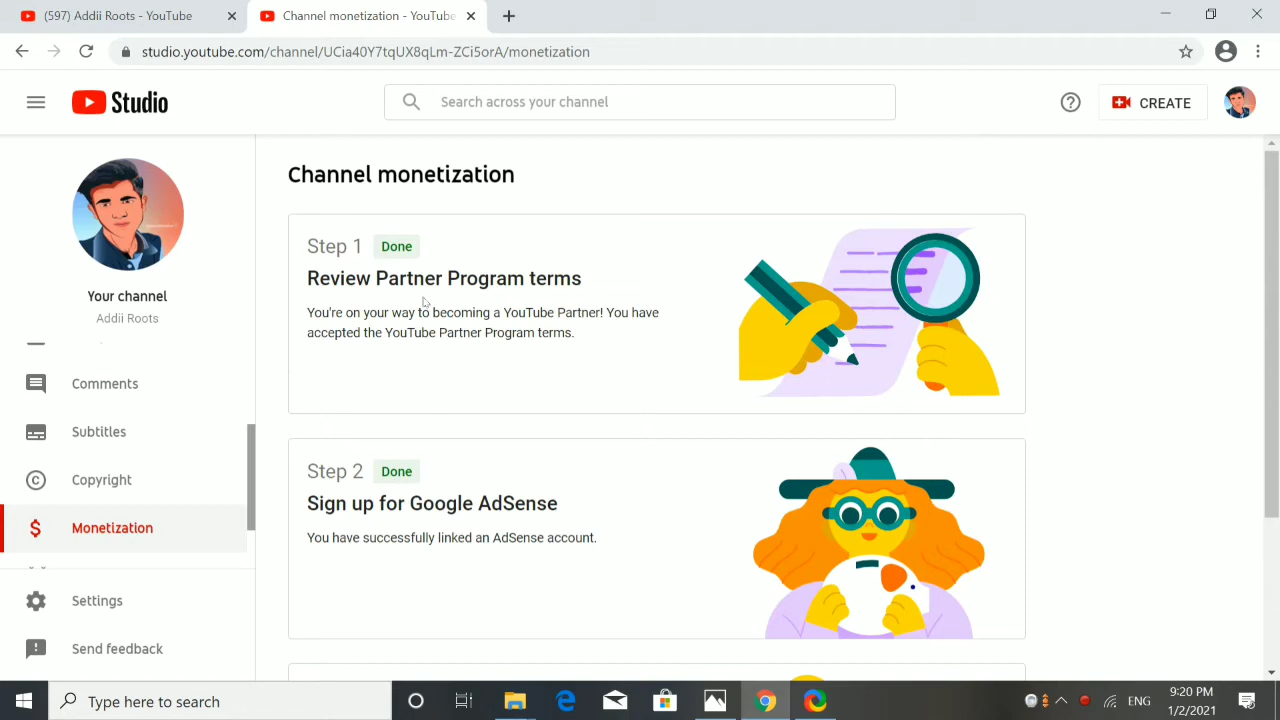 (597) Addii Roots - YouTube
Channel monetization - YouTube
studio.youtube.com/channel/UCia40Y7tqUX8qLm-ZCi5orA/monetization
Studio
Search across your channel
CREATE
Your channel
Addii Roots
Comments
Subtitles
Copyright
Monetization
Settings
Send feedback
Channel monetization
Step 1 Done
Review Partner Program terms
You're on your way to becoming a YouTube Partner! You have
accepted the YouTube Partner Program terms.
Step 2 Done
Sign up for Google AdSense
You have successfully linked an AdSense account.
Type here to search
ENG
9:20 PM
1/2/2021